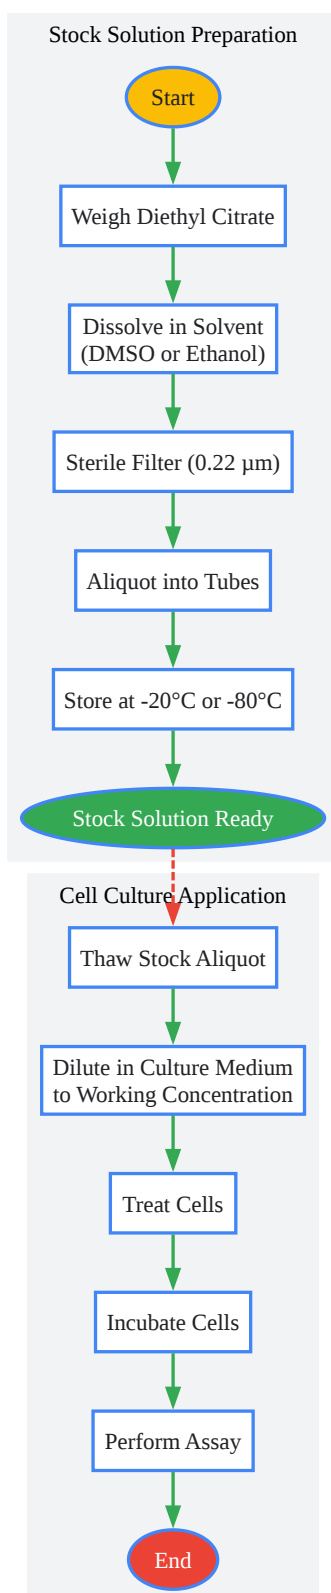 Stock Solution Preparation
Start
Weigh Diethyl Citrate
Dissolve in Solvent
(DMSO or Ethanol)
Sterile Filter (0.22 µm)
Aliquot into Tubes
Store at -20°C or -80°C
Stock Solution Ready
Cell Culture Application
Thaw Stock Aliquot
Dilute in Culture Medium
to Working Concentration
Treat Cells
Incubate Cells
Perform Assay
End